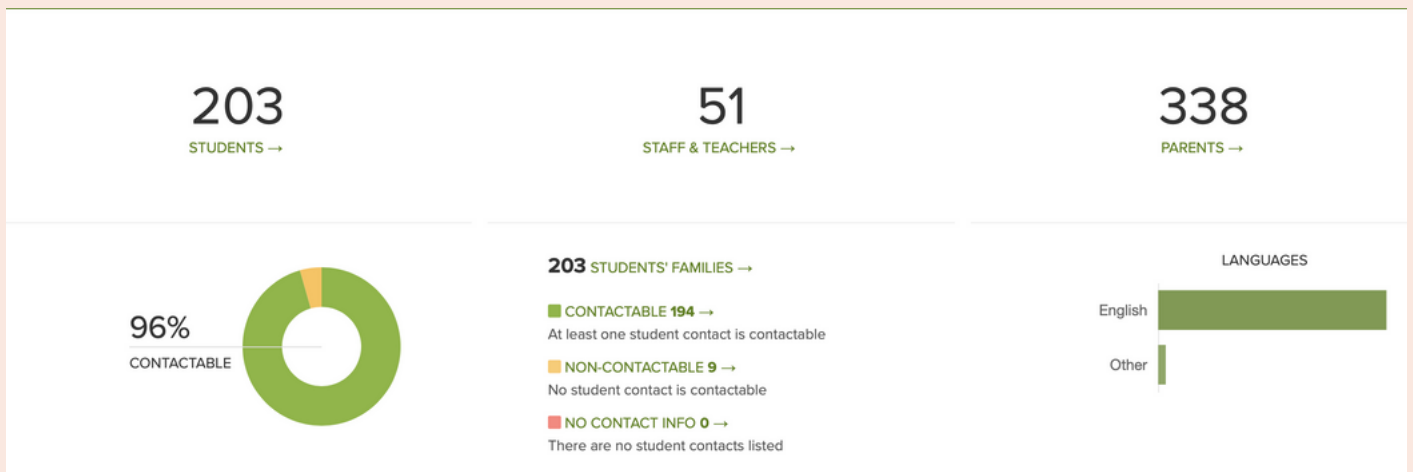 203
STUDENTS →
51
STAFF & TEACHERS →
338
PARENTS →
96%
CONTACTABLE
203 STUDENTS' FAMILIES →
CONTACTABLE 194 →
At least one student contact is contactable
NON-CONTACTABLE 9 →
No student contact is contactable
NO CONTACT INFO 0 →
There are no student contacts listed
LANGUAGES
English
Other